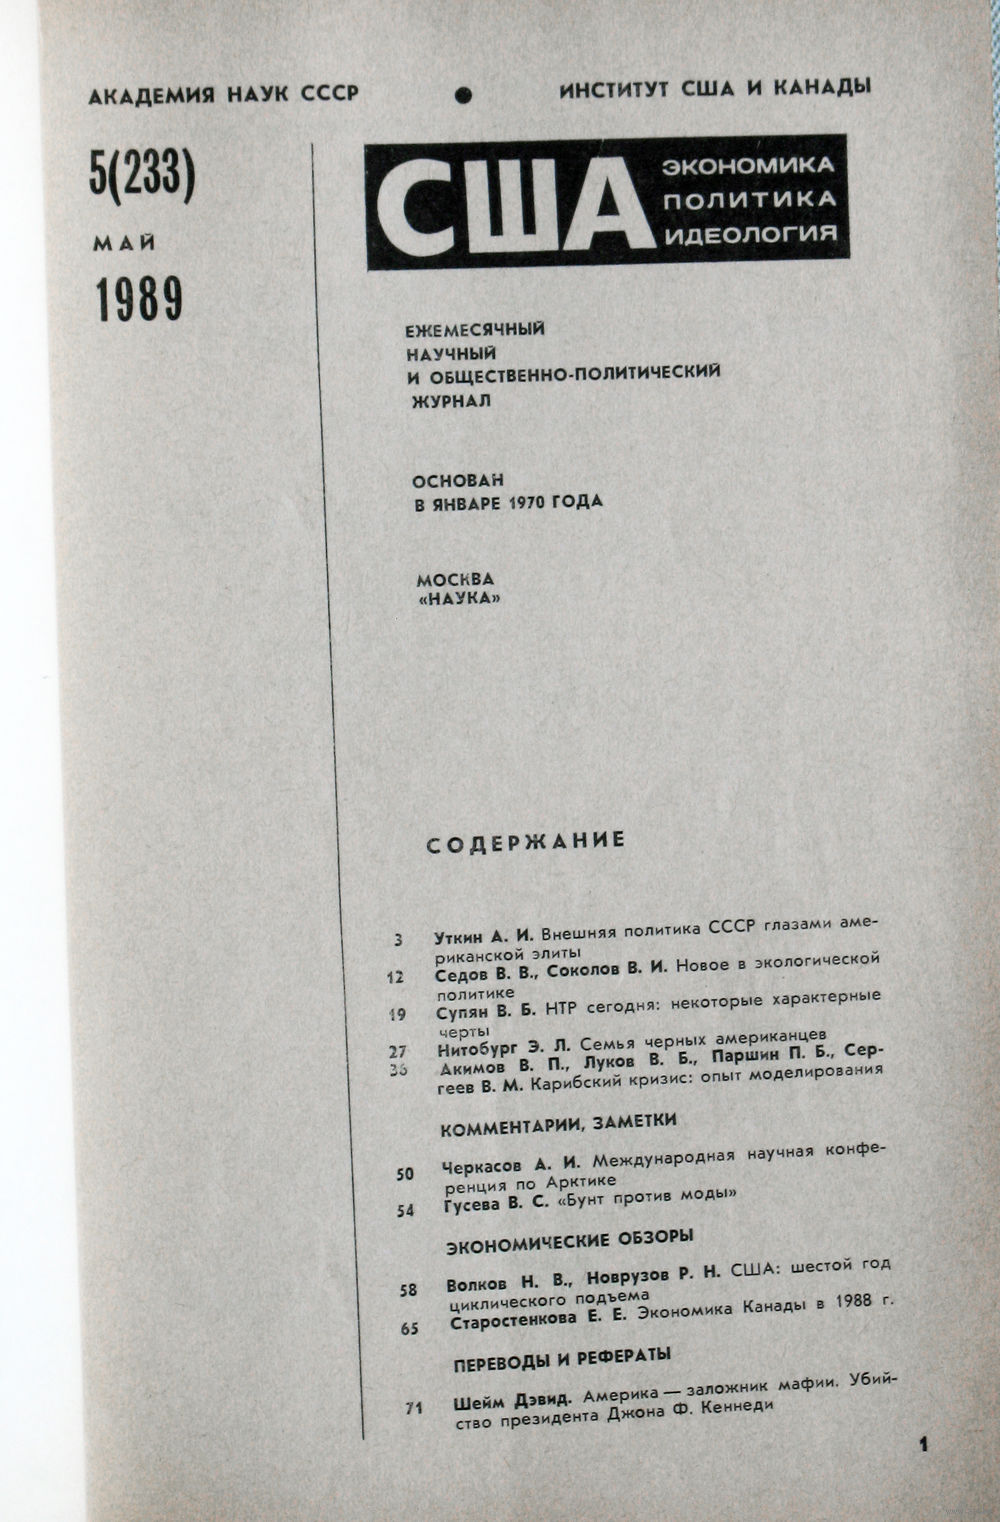 АКАДЕМИЯ НАУК СССР ● ИНСТИТУТ США И КАНАДЫ
5(233)
МАЙ
1989
США
ЭКОНОМИКА
ПОЛИТИКА
ИДЕОЛОГИЯ
ЕЖЕМЕСЯЧНЫЙ
НАУЧНЫЙ
И ОБЩЕСТВЕННО-ПОЛИТИЧЕСКИЙ
ЖУРНАЛ
ОСНОВАН
В ЯНВАРЕ 1970 ГОДА
МОСКВА
«НАУКА»
СОДЕРЖАНИЕ
3 Уткин А. И. Внешняя политика СССР глазами аме-
риканской элиты
12 Седов В. В., Соколов В. И. Новое в экологической
политике
19 Супян В. Б. НТР сегодня: некоторые характерные
черты
27 Нитобург Э. Л. Семья черных американцев
36 Акимов В. П., Луков В. Б., Паршин П. Б., Сер-
геев В. М. Карибский кризис: опыт моделирования
КОММЕНТАРИИ, ЗАМЕТКИ
50 Черкасов А. И. Международная научная конфе-
ренция по Арктике
54 Гусева В. С. «Бунт против моды»
ЭКОНОМИЧЕСКИЕ ОБЗОРЫ
58 Волков Н. В., Новрузов Р. Н. США: шестой год
циклического подъема
65 Старостенкова Е. Е. Экономика Канады в 1988 г.
ПЕРЕВОДЫ И РЕФЕРАТЫ
71 Шейм Дэвид. Америка — заложник мафии. Убий-
ство президента Джона Ф. Кеннеди
1